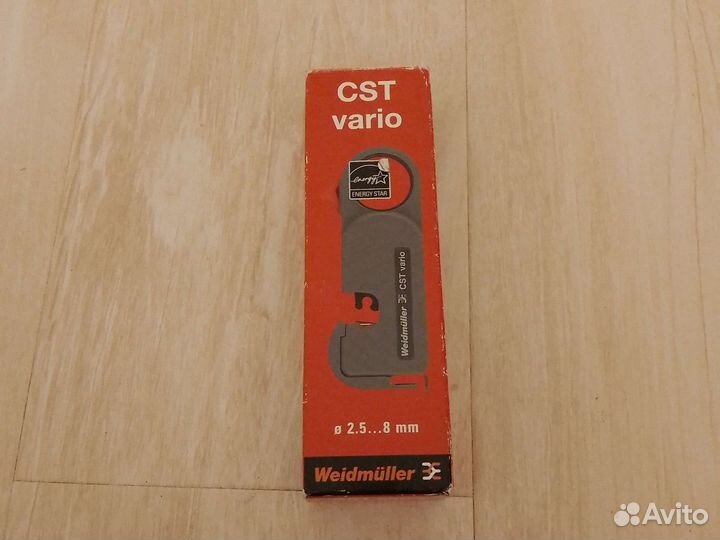 CST
vario
energy
ENERGY STAR
Weidmüller CST vario
ø 2.5...8 mm
Weidmüller
Avito